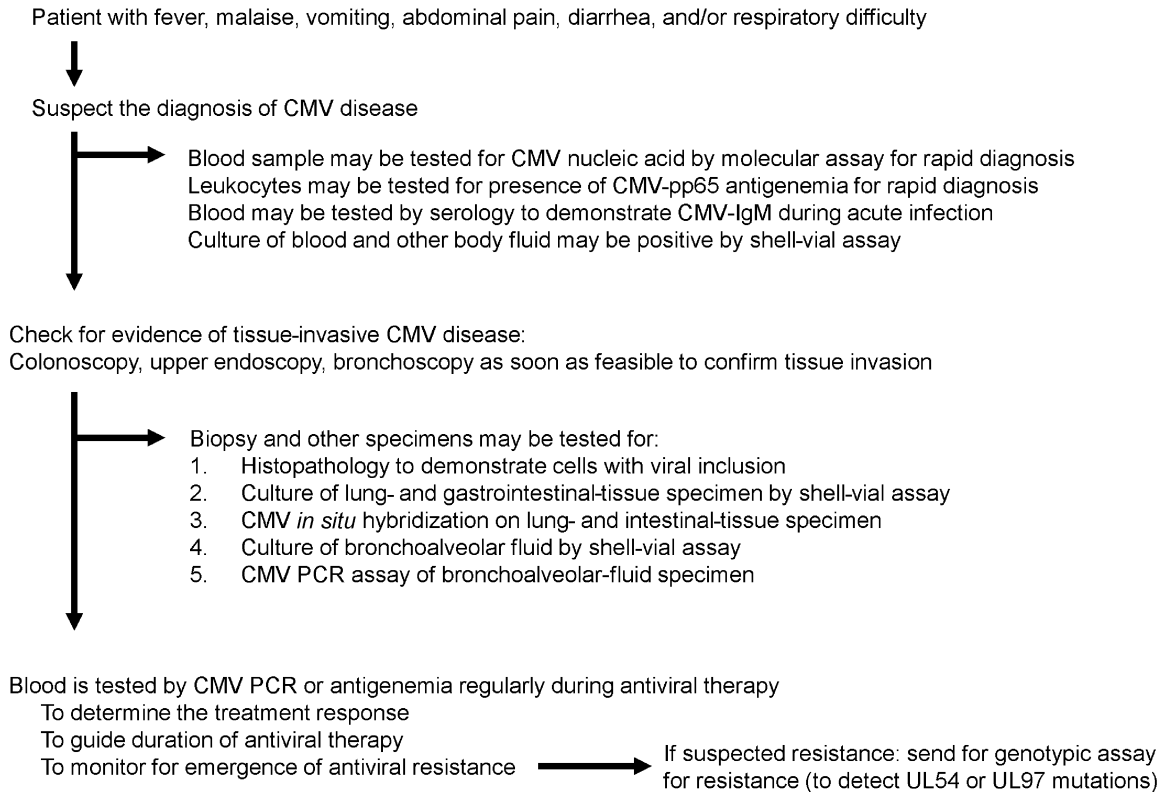 Patient with fever, malaise, vomiting, abdominal pain, diarrhea, and/or respiratory difficulty
Suspect the diagnosis of CMV disease
Blood sample may be tested for CMV nucleic acid by molecular assay for rapid diagnosis
Leukocytes may be tested for presence of CMV-pp65 antigenemia for rapid diagnosis
Blood may be tested by serology to demonstrate CMV-IgM during acute infection
Culture of blood and other body fluid may be positive by shell-vial assay
Check for evidence of tissue-invasive CMV disease:
Colonoscopy, upper endoscopy, bronchoscopy as soon as feasible to confirm tissue invasion
Biopsy and other specimens may be tested for:
1. Histopathology to demonstrate cells with viral inclusion
2. Culture of lung- and gastrointestinal-tissue specimen by shell-vial assay
3. CMV in situ hybridization on lung- and intestinal-tissue specimen
4. Culture of bronchoalveolar fluid by shell-vial assay
5. CMV PCR assay of bronchoalveolar-fluid specimen
Blood is tested by CMV PCR or antigenemia regularly during antiviral therapy
To determine the treatment response
To guide duration of antiviral therapy
To monitor for emergence of antiviral resistance
If suspected resistance: send for genotypic assay
for resistance (to detect UL54 or UL97 mutations)